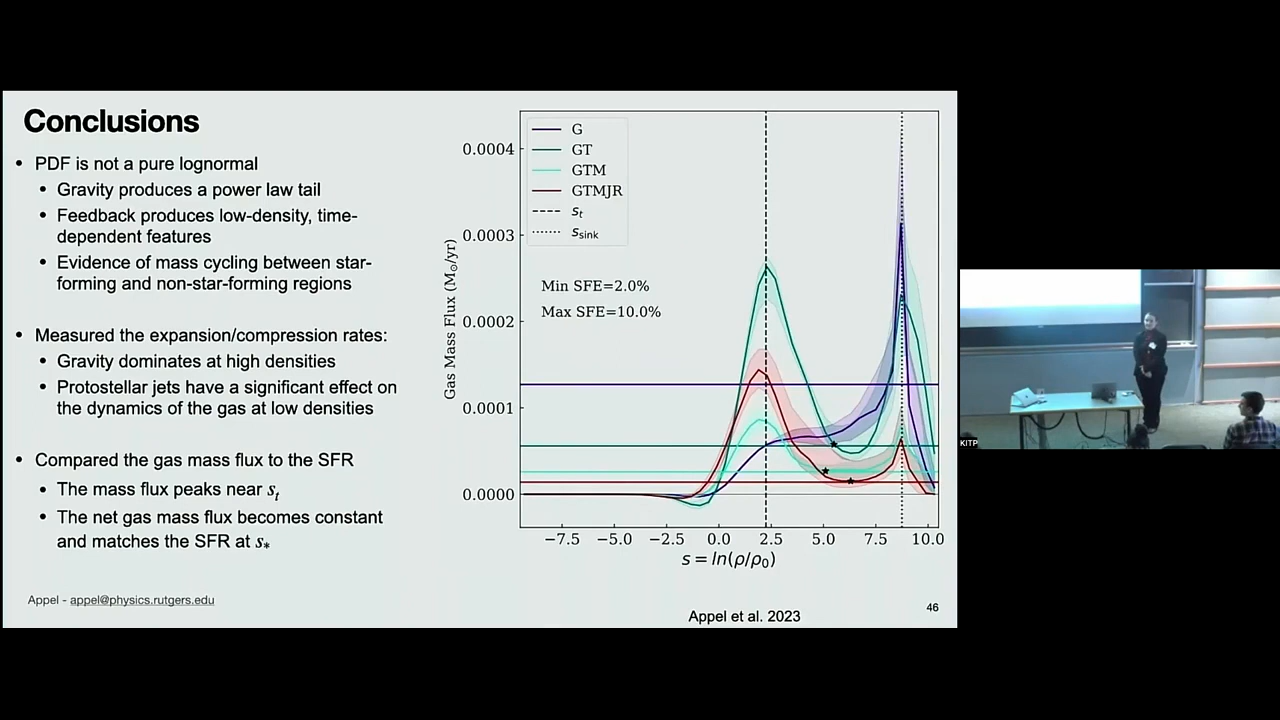 Conclusions
• PDF is not a pure lognormal
• Gravity produces a power law tail
• Feedback produces low-density, time-
dependent features
• Evidence of mass cycling between star-
forming and non-star-forming regions
• Measured the expansion/compression rates:
• Gravity dominates at high densities
• Protostellar jets have a significant effect on
the dynamics of the gas at low densities
• Compared the gas mass flux to the SFR
• The mass flux peaks near sₜ
• The net gas mass flux becomes constant
and matches the SFR at s*
Appel - appel@physics.rutgers.edu
G
GT
GTM
GTMJR
sₜ
s_sink
Min SFE=2.0%
Max SFE=10.0%
Gas Mass Flux (M⊙/yr)
0.0004
0.0003
0.0002
0.0001
0.0000
−7.5 −5.0 −2.5 0.0 2.5 5.0 7.5 10.0
s = ln(ρ/ρ₀)
Appel et al. 2023
46
KITP